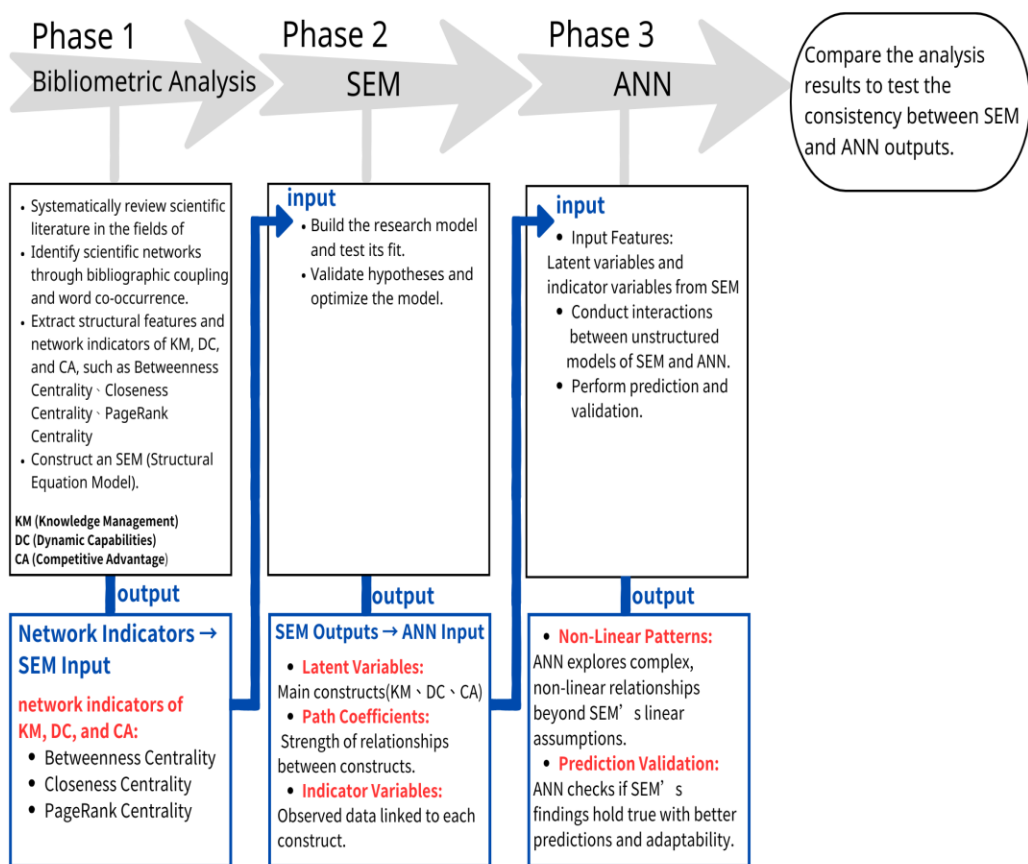 Phase 1
Bibliometric Analysis
Phase 2
SEM
Phase 3
ANN
Compare the analysis
results to test the
consistency between SEM
and ANN outputs.
• Systematically review scientific
literature in the fields of
• Identify scientific networks
through bibliographic coupling
and word co-occurrence.
• Extract structural features and
network indicators of KM, DC,
and CA, such as Betweenness
Centrality、Closeness
Centrality、PageRank
Centrality
• Construct an SEM (Structural
Equation Model).
KM (Knowledge Management)
DC (Dynamic Capabilities)
CA (Competitive Advantage)
output
Network Indicators →
SEM Input
network indicators of
KM, DC, and CA:
• Betweenness Centrality
• Closeness Centrality
• PageRank Centrality
input
• Build the research model
and test its fit.
• Validate hypotheses and
optimize the model.
output
SEM Outputs → ANN Input
• Latent Variables:
Main constructs(KM、DC、CA)
• Path Coefficients:
Strength of relationships
between constructs.
• Indicator Variables:
Observed data linked to each
construct.
input
• Input Features:
Latent variables and
indicator variables from SEM
• Conduct interactions
between unstructured
models of SEM and ANN.
• Perform prediction and
validation.
output
• Non-Linear Patterns:
ANN explores complex,
non-linear relationships
beyond SEM’s linear
assumptions.
• Prediction Validation:
ANN checks if SEM’s
findings hold true with better
predictions and adaptability.